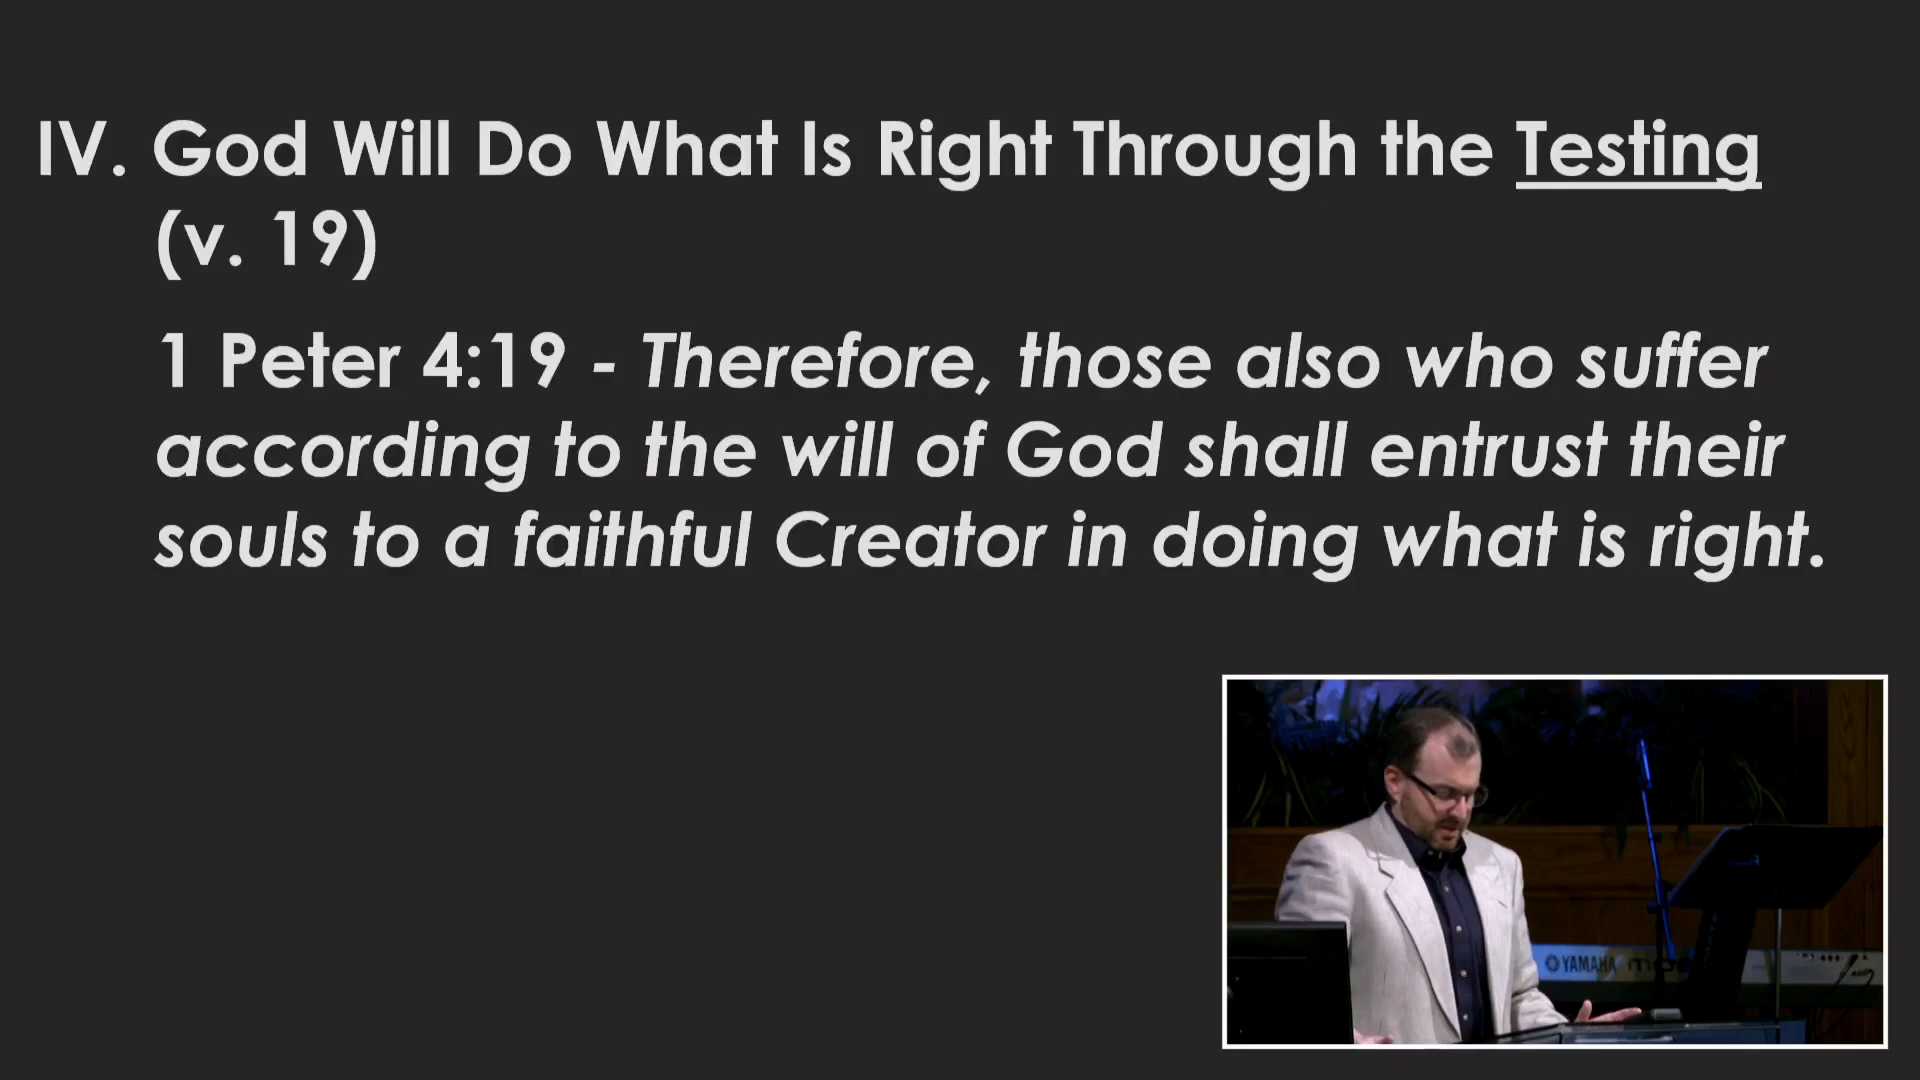 IV. God Will Do What Is Right Through the Testing
(v. 19)
1 Peter 4:19 - Therefore, those also who suffer
according to the will of God shall entrust their
souls to a faithful Creator in doing what is right.
YAMAHA